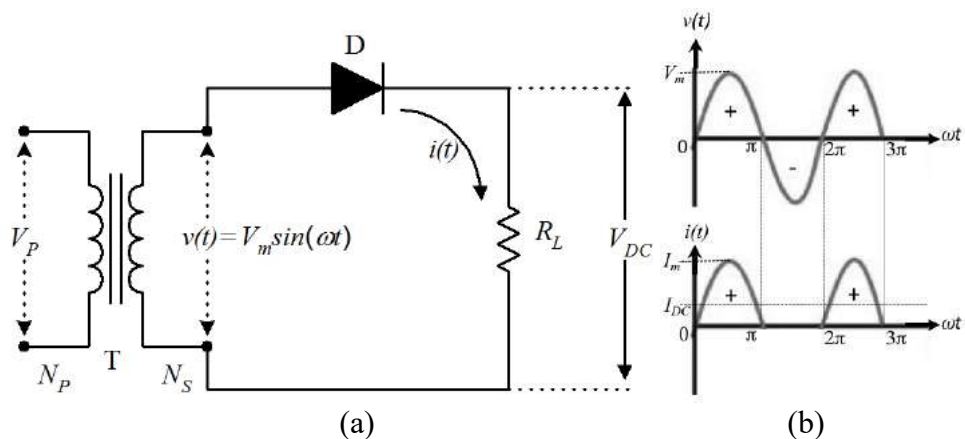 D
i(t)
V_P
v(t)=V_m sin(ωt)
R_L
V_DC
N_P
T
N_S
(a)
v(t)
V_m
+
+
0
π
2π
3π
ωt
-
i(t)
I_m
+
+
I_DC
0
π
2π
3π
ωt
(b)